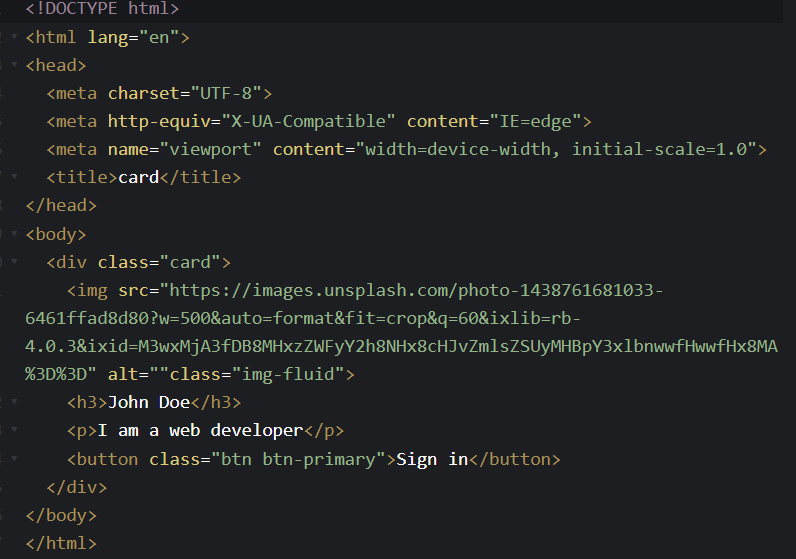 <!DOCTYPE html>
<html lang="en">
<head>
  <meta charset="UTF-8">
  <meta http-equiv="X-UA-Compatible" content="IE=edge">
  <meta name="viewport" content="width=device-width, initial-scale=1.0">
  <title>card</title>
</head>
<body>
  <div class="card">
    <img src="https://images.unsplash.com/photo-1438761681033-
6461ffad8d80?w=500&auto=format&fit=crop&q=60&ixlib=rb-
4.0.3&ixid=M3wxMjA3fDB8MHxzZWFyY2h8NHx8cHJvZmlsZSUyMHBpY3xlbnwwfHwwfHx8MA
%3D%3D" alt=""class="img-fluid">
    <h3>John Doe</h3>
    <p>I am a web developer</p>
    <button class="btn btn-primary">Sign in</button>
  </div>
</body>
</html>